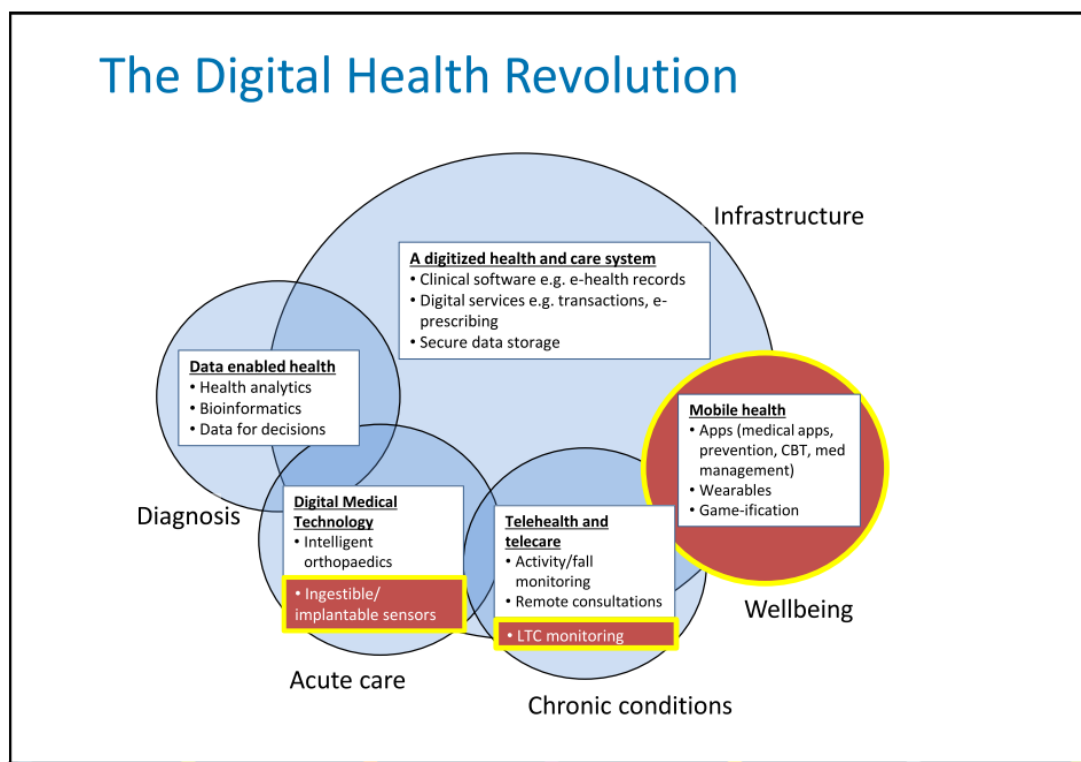 The Digital Health Revolution
Infrastructure
A digitized health and care system
• Clinical software e.g. e-health records
• Digital services e.g. transactions, e-
prescribing
• Secure data storage
Data enabled health
• Health analytics
• Bioinformatics
• Data for decisions
Mobile health
• Apps (medical apps,
prevention, CBT, med
management)
• Wearables
• Game-ification
Diagnosis
Digital Medical
Technology
• Intelligent
orthopaedics
• Ingestible/
implantable sensors
Telehealth and
telecare
• Activity/fall
monitoring
• Remote consultations
• LTC monitoring
Wellbeing
Acute care
Chronic conditions